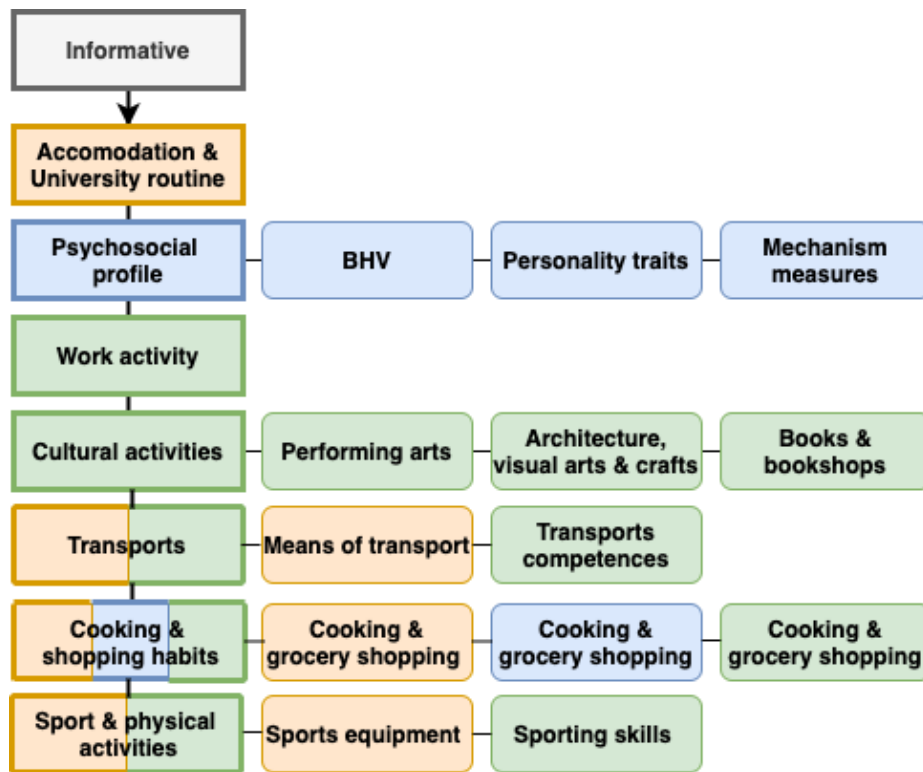 Informative
Accomodation &
University routine
Psychosocial
profile
BHV
Personality traits
Mechanism
measures
Work activity
Cultural activities
Performing arts
Architecture,
visual arts & crafts
Books &
bookshops
Transports
Means of transport
Transports
competences
Cooking &
shopping habits
Cooking &
grocery shopping
Cooking &
grocery shopping
Cooking &
grocery shopping
Sport & physical
activities
Sports equipment
Sporting skills